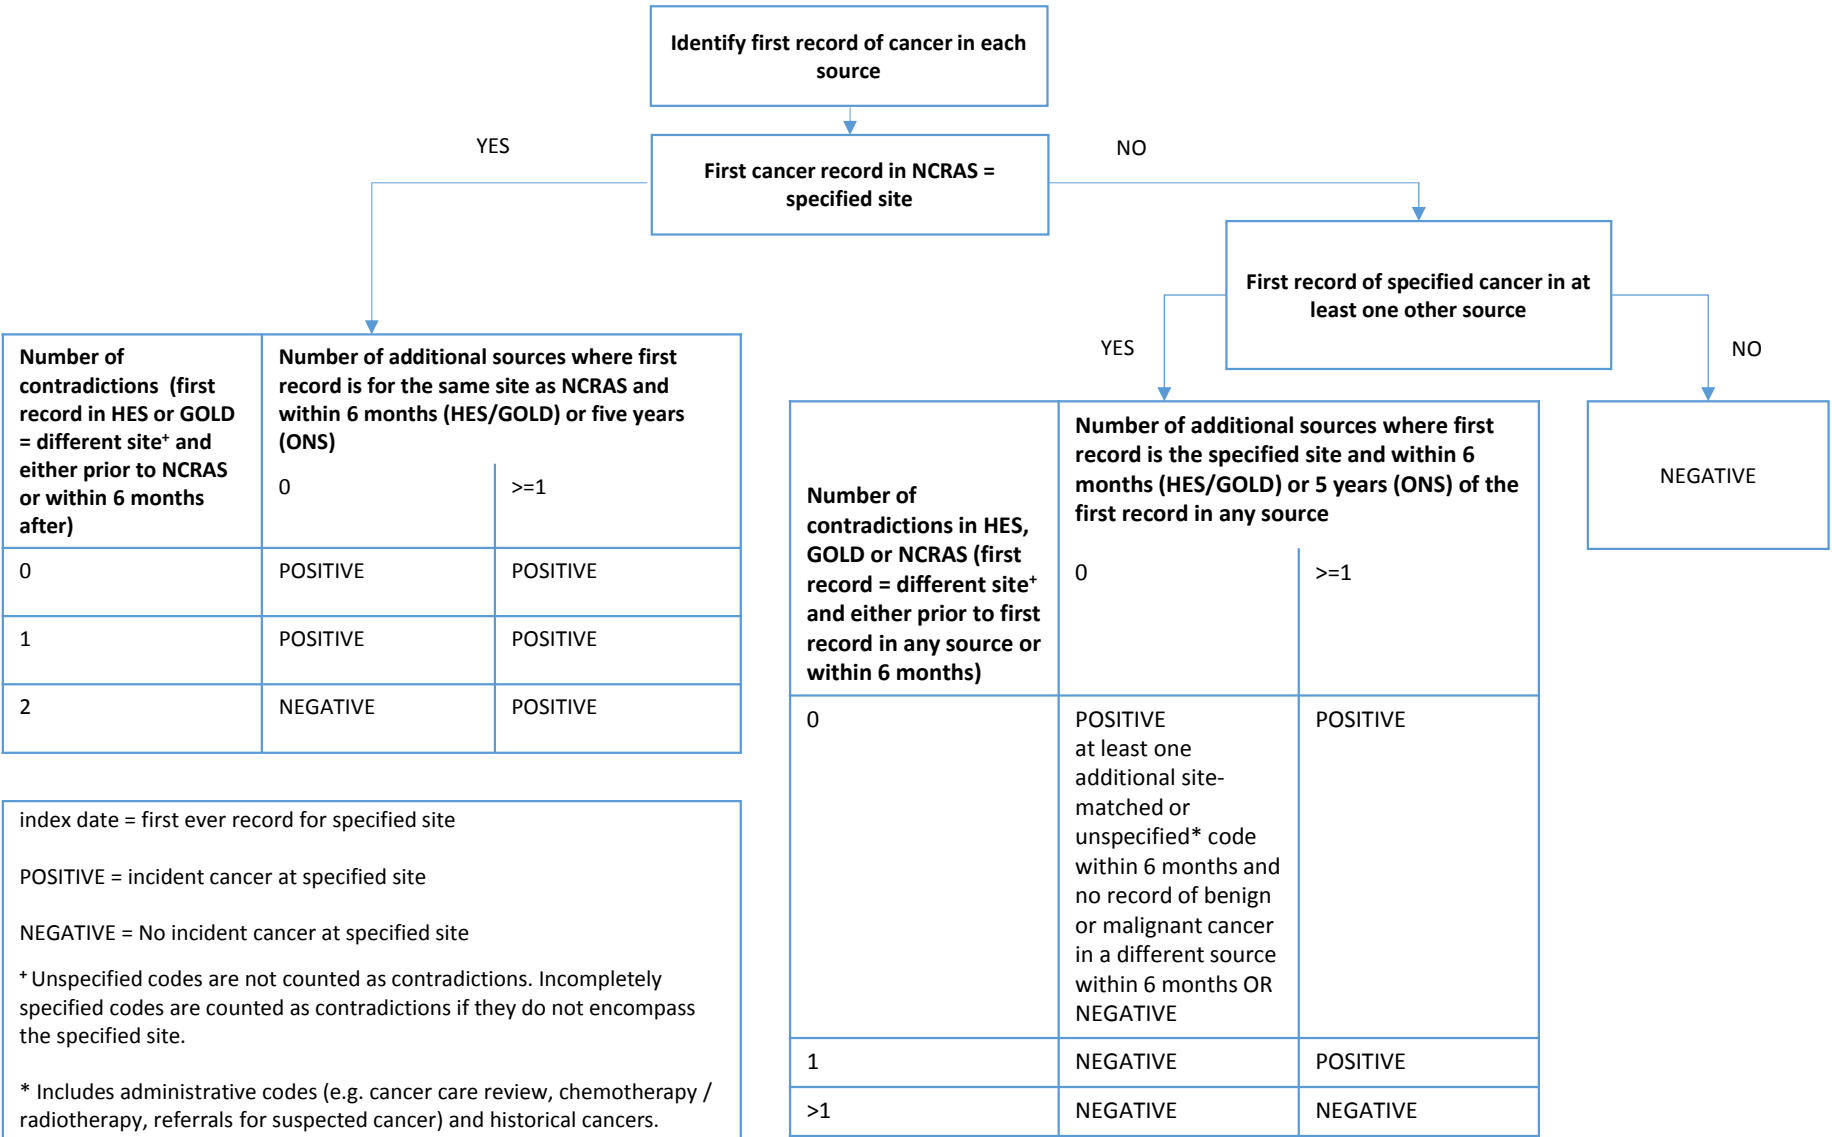 Identify first record of cancer in each
source
YES
NO
First cancer record in NCRAS =
specified site
First record of specified cancer in at
least one other source
YES
NO
Number of
contradictions  (first
record in HES or GOLD
= different site⁺ and
either prior to NCRAS
or within 6 months
after)
Number of additional sources where first
record is for the same site as NCRAS and
within 6 months (HES/GOLD) or five years
(ONS)
0
>=1
0
POSITIVE
POSITIVE
1
POSITIVE
POSITIVE
2
NEGATIVE
POSITIVE
Number of
contradictions in HES,
GOLD or NCRAS (first
record = different site⁺
and either prior to first
record in any source or
within 6 months)
Number of additional sources where first
record is the specified site and within 6
months (HES/GOLD) or 5 years (ONS) of the
first record in any source
0
>=1
0
POSITIVE
at least one
additional site-
matched or
unspecified* code
within 6 months and
no record of benign
or malignant cancer
in a different source
within 6 months OR
NEGATIVE
POSITIVE
1
NEGATIVE
POSITIVE
>1
NEGATIVE
NEGATIVE
NEGATIVE
index date = first ever record for specified site
POSITIVE = incident cancer at specified site
NEGATIVE = No incident cancer at specified site
⁺ Unspecified codes are not counted as contradictions. Incompletely
specified codes are counted as contradictions if they do not encompass
the specified site.
* Includes administrative codes (e.g. cancer care review, chemotherapy /
radiotherapy, referrals for suspected cancer) and historical cancers.